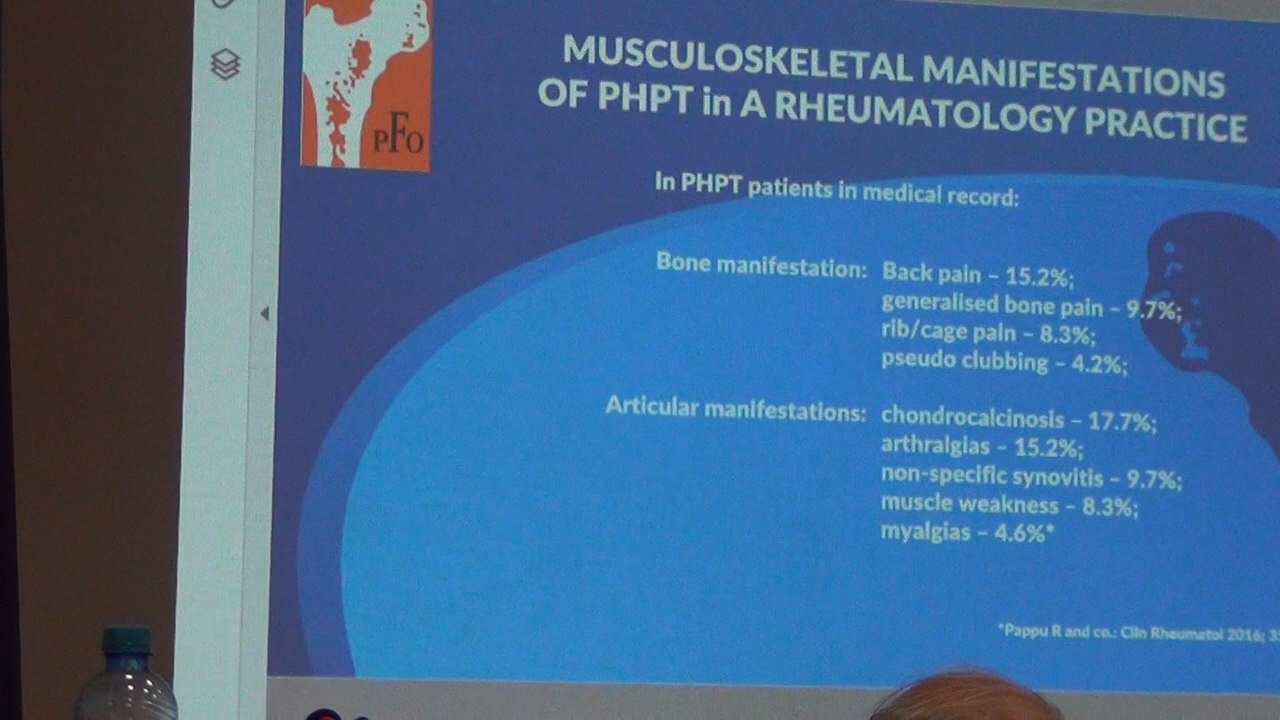 PFO
MUSCULOSKELETAL MANIFESTATIONS
OF PHPT in A RHEUMATOLOGY PRACTICE
In PHPT patients in medical record:
Bone manifestation: Back pain – 15.2%;
generalised bone pain – 9.7%;
rib/cage pain – 8.3%;
pseudo clubbing – 4.2%;
Articular manifestations: chondrocalcinosis – 17.7%;
arthralgias – 15.2%;
non-specific synovitis – 9.7%;
muscle weakness – 8.3%;
myalgias – 4.6%*
*Pappu R and co.: Clin Rheumatol 2016;